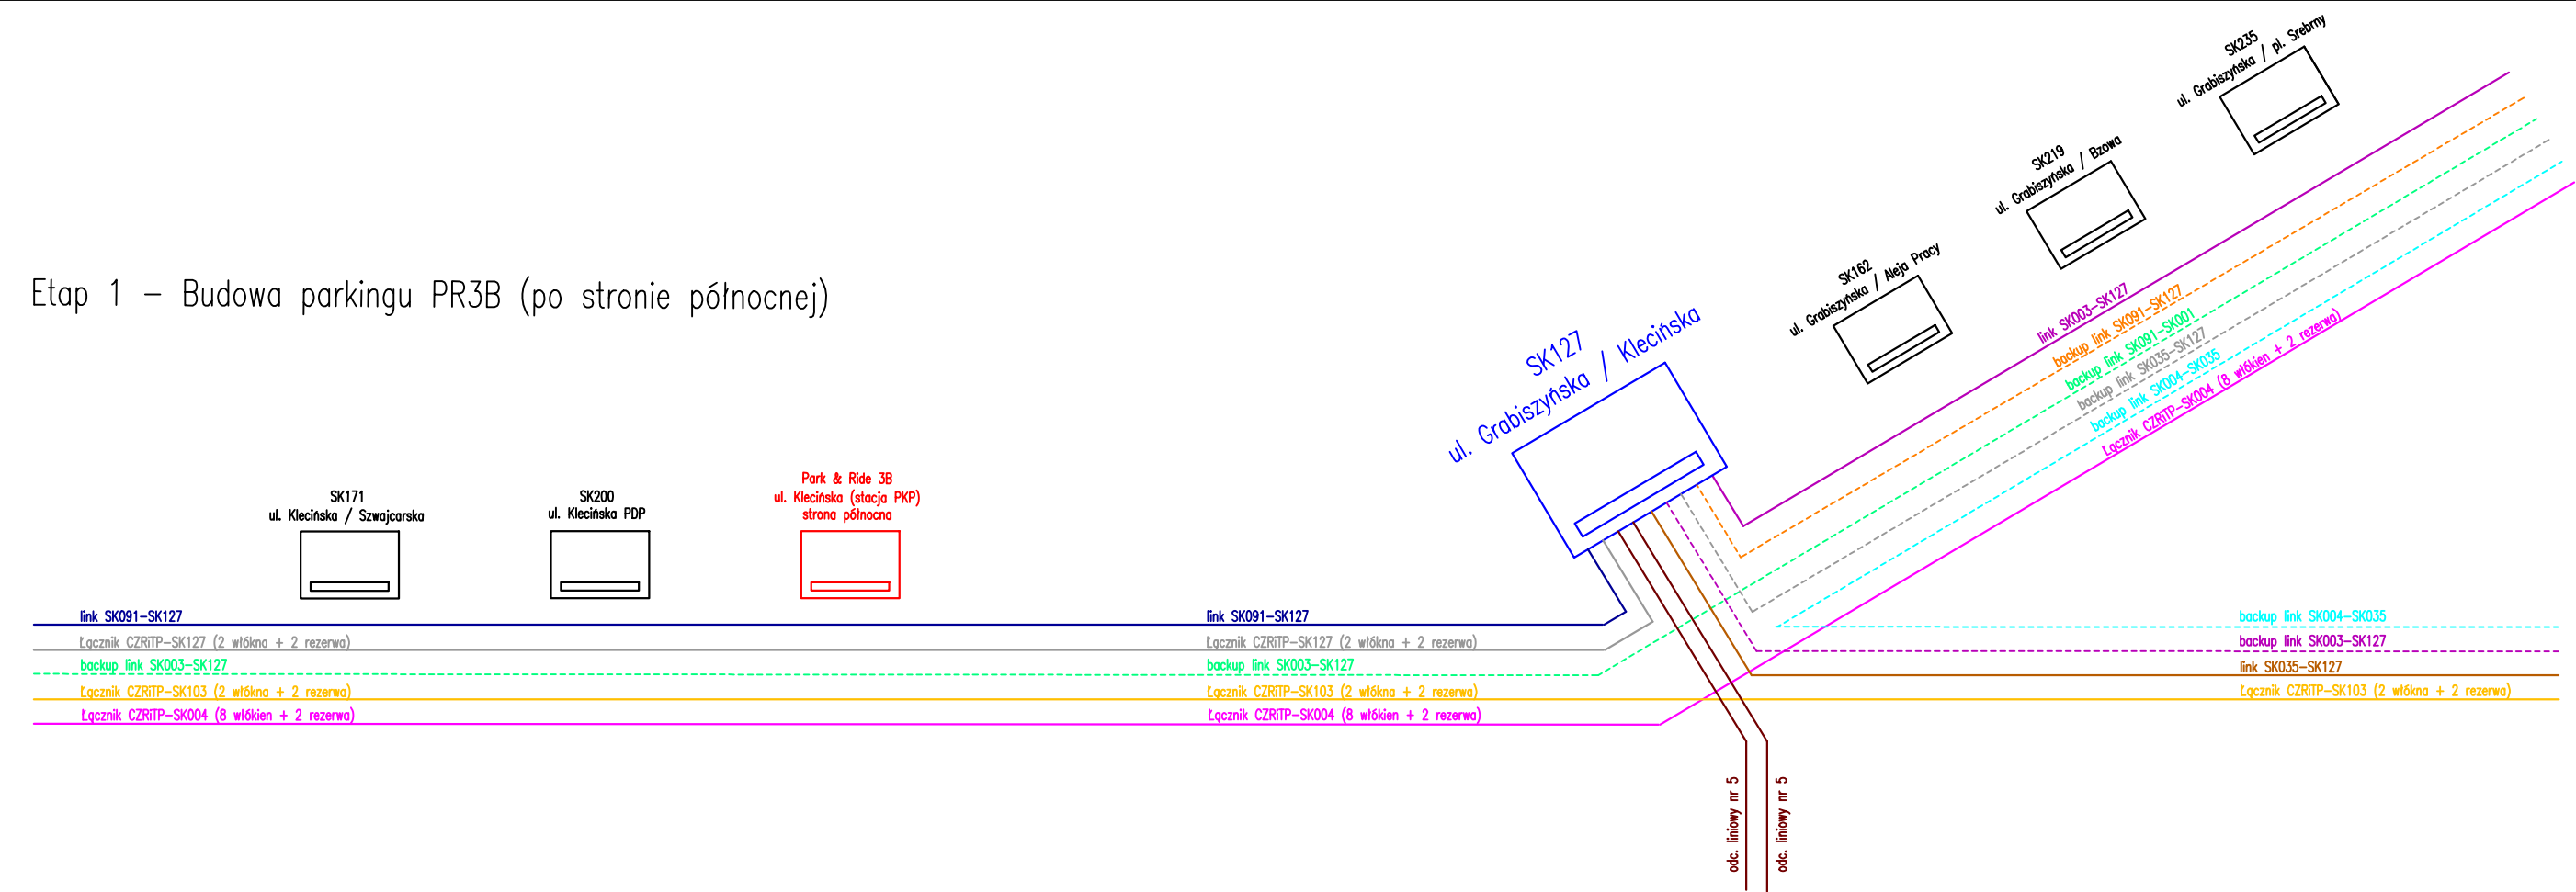 SK235
ul. Grabiszyńska / pl. Srebrny
SK219
ul. Grabiszyńska / Bzowa
SK162
ul. Grabiszyńska / Aleja Pracy
Etap 1 – Budowa parkingu PR3B (po stronie północnej)
SK127
ul. Grabiszyńska / Klecińska
link SK003–SK127
backup link SK091–SK127
backup link SK091–SK001
backup link SK035–SK127
backup link SK004–SK035
Łącznik CZRiTP–SK004 (8 włókien + 2 rezerwa)
SK171
ul. Klecińska / Szwajcarska
SK200
ul. Klecińska PDP
Park & Ride 3B
ul. Klecińska (stacja PKP)
strona północna
link SK091–SK127
Łącznik CZRiTP–SK127 (2 włókna + 2 rezerwa)
backup link SK003–SK127
Łącznik CZRiTP–SK103 (2 włókna + 2 rezerwa)
Łącznik CZRiTP–SK004 (8 włókien + 2 rezerwa)
link SK091–SK127
Łącznik CZRiTP–SK127 (2 włókna + 2 rezerwa)
backup link SK003–SK127
Łącznik CZRiTP–SK103 (2 włókna + 2 rezerwa)
Łącznik CZRiTP–SK004 (8 włókien + 2 rezerwa)
backup link SK004–SK035
backup link SK003–SK127
link SK035–SK127
Łącznik CZRiTP–SK103 (2 włókna + 2 rezerwa)
odc. liniowy nr 5
odc. liniowy nr 5